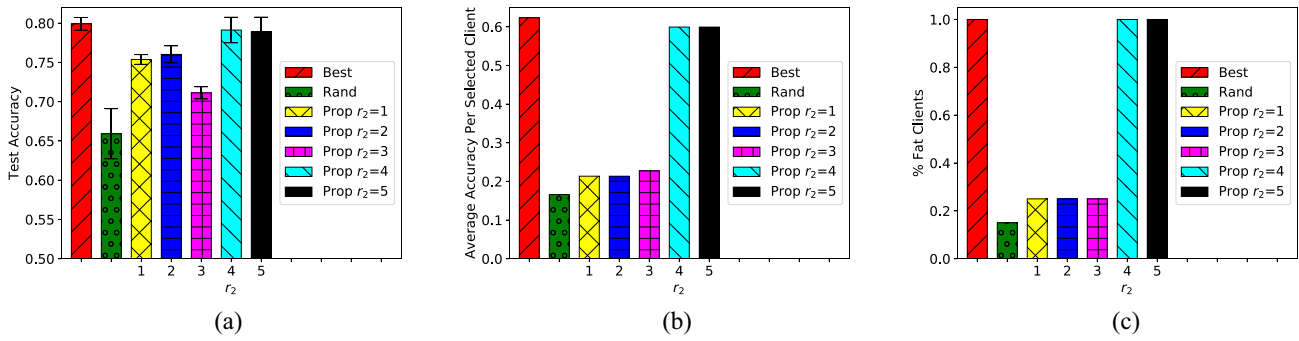 Test Accuracy
0.80
0.75
0.70
0.65
0.60
0.55
0.50
Best
Rand
Prop r₂=1
Prop r₂=2
Prop r₂=3
Prop r₂=4
Prop r₂=5
1 2 3 4 5
r₂
(a)
Average Accuracy Per Selected Client
0.6
0.5
0.4
0.3
0.2
0.1
0.0
Best
Rand
Prop r₂=1
Prop r₂=2
Prop r₂=3
Prop r₂=4
Prop r₂=5
1 2 3 4 5
r₂
(b)
% Fat Clients
1.0
0.8
0.6
0.4
0.2
0.0
Best
Rand
Prop r₂=1
Prop r₂=2
Prop r₂=3
Prop r₂=4
Prop r₂=5
1 2 3 4 5
r₂
(c)